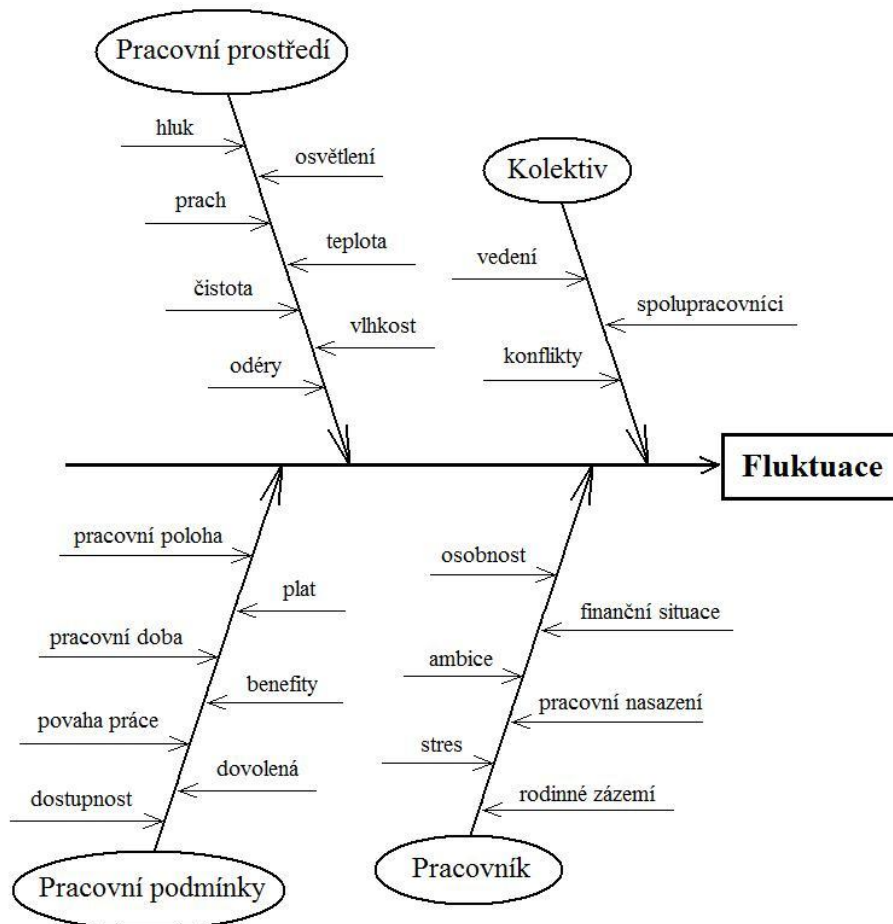 Pracovní prostředí
hluk
osvětlení
prach
teplota
čistota
vlhkost
odéry
Kolektiv
vedení
spolupracovníci
konflikty
Fluktuace
pracovní poloha
plat
pracovní doba
benefity
povaha práce
dovolená
dostupnost
Pracovní podmínky
osobnost
finanční situace
ambice
pracovní nasazení
stres
rodinné zázemí
Pracovník